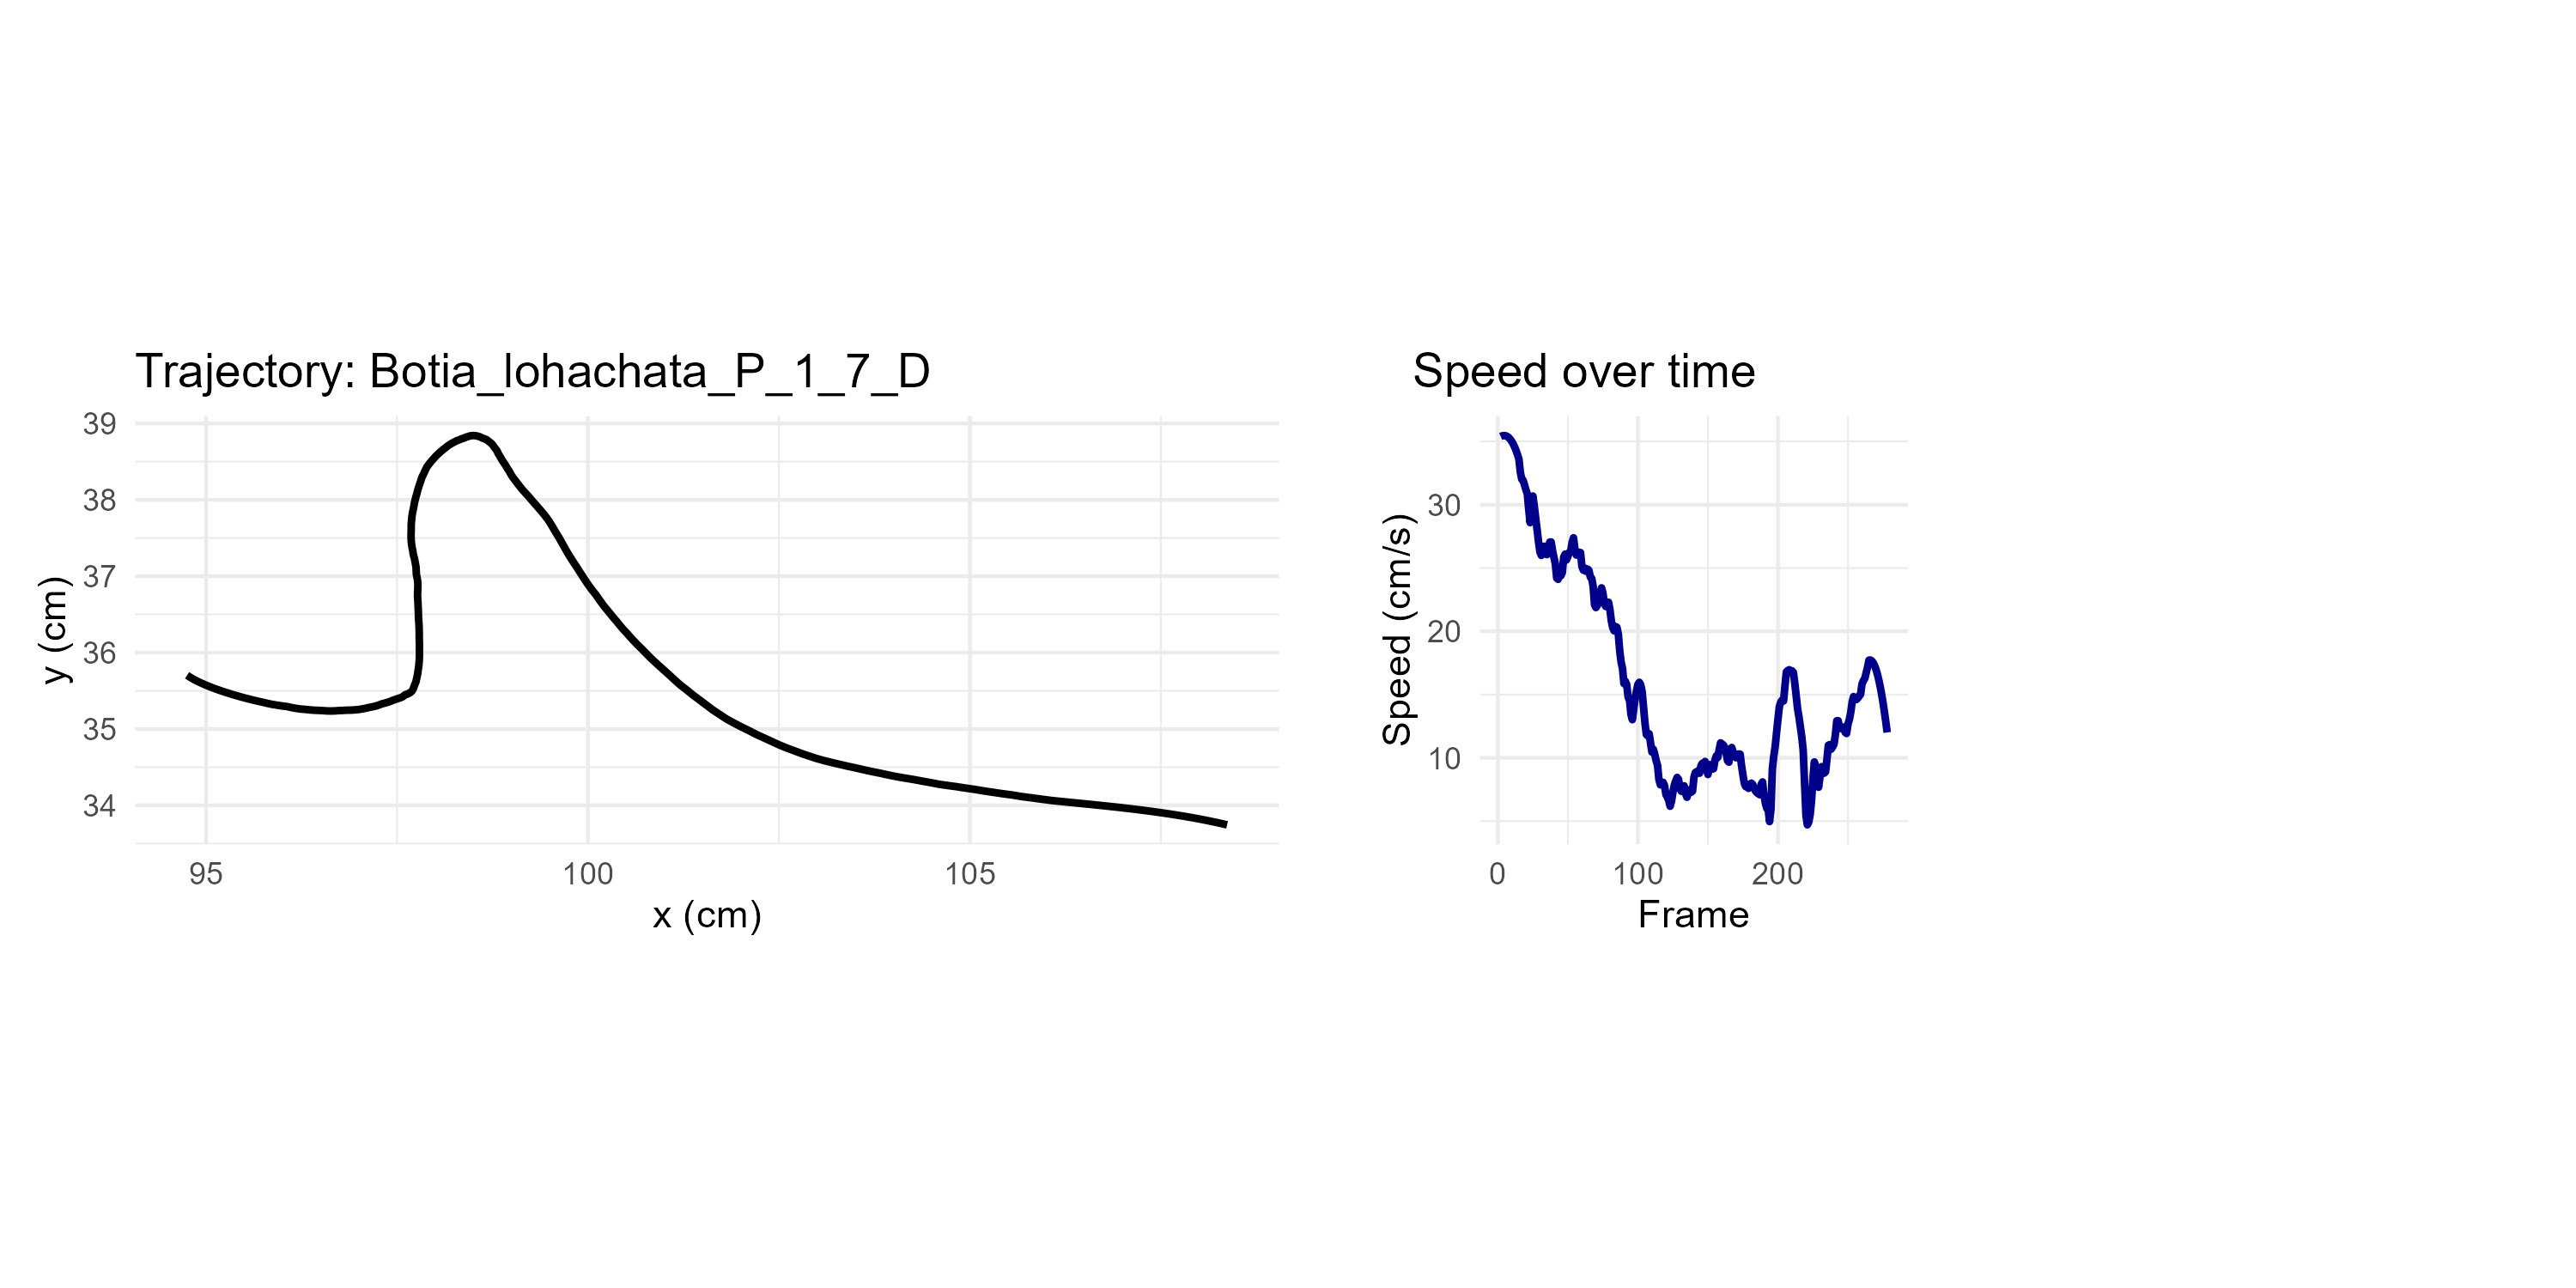 Trajectory: Botia_lohachata_P_1_7_D
39
38
37
36
35
34
y (cm)
95 100 105
x (cm)
Speed over time
30
20
10
Speed (cm/s)
0 100 200
Frame